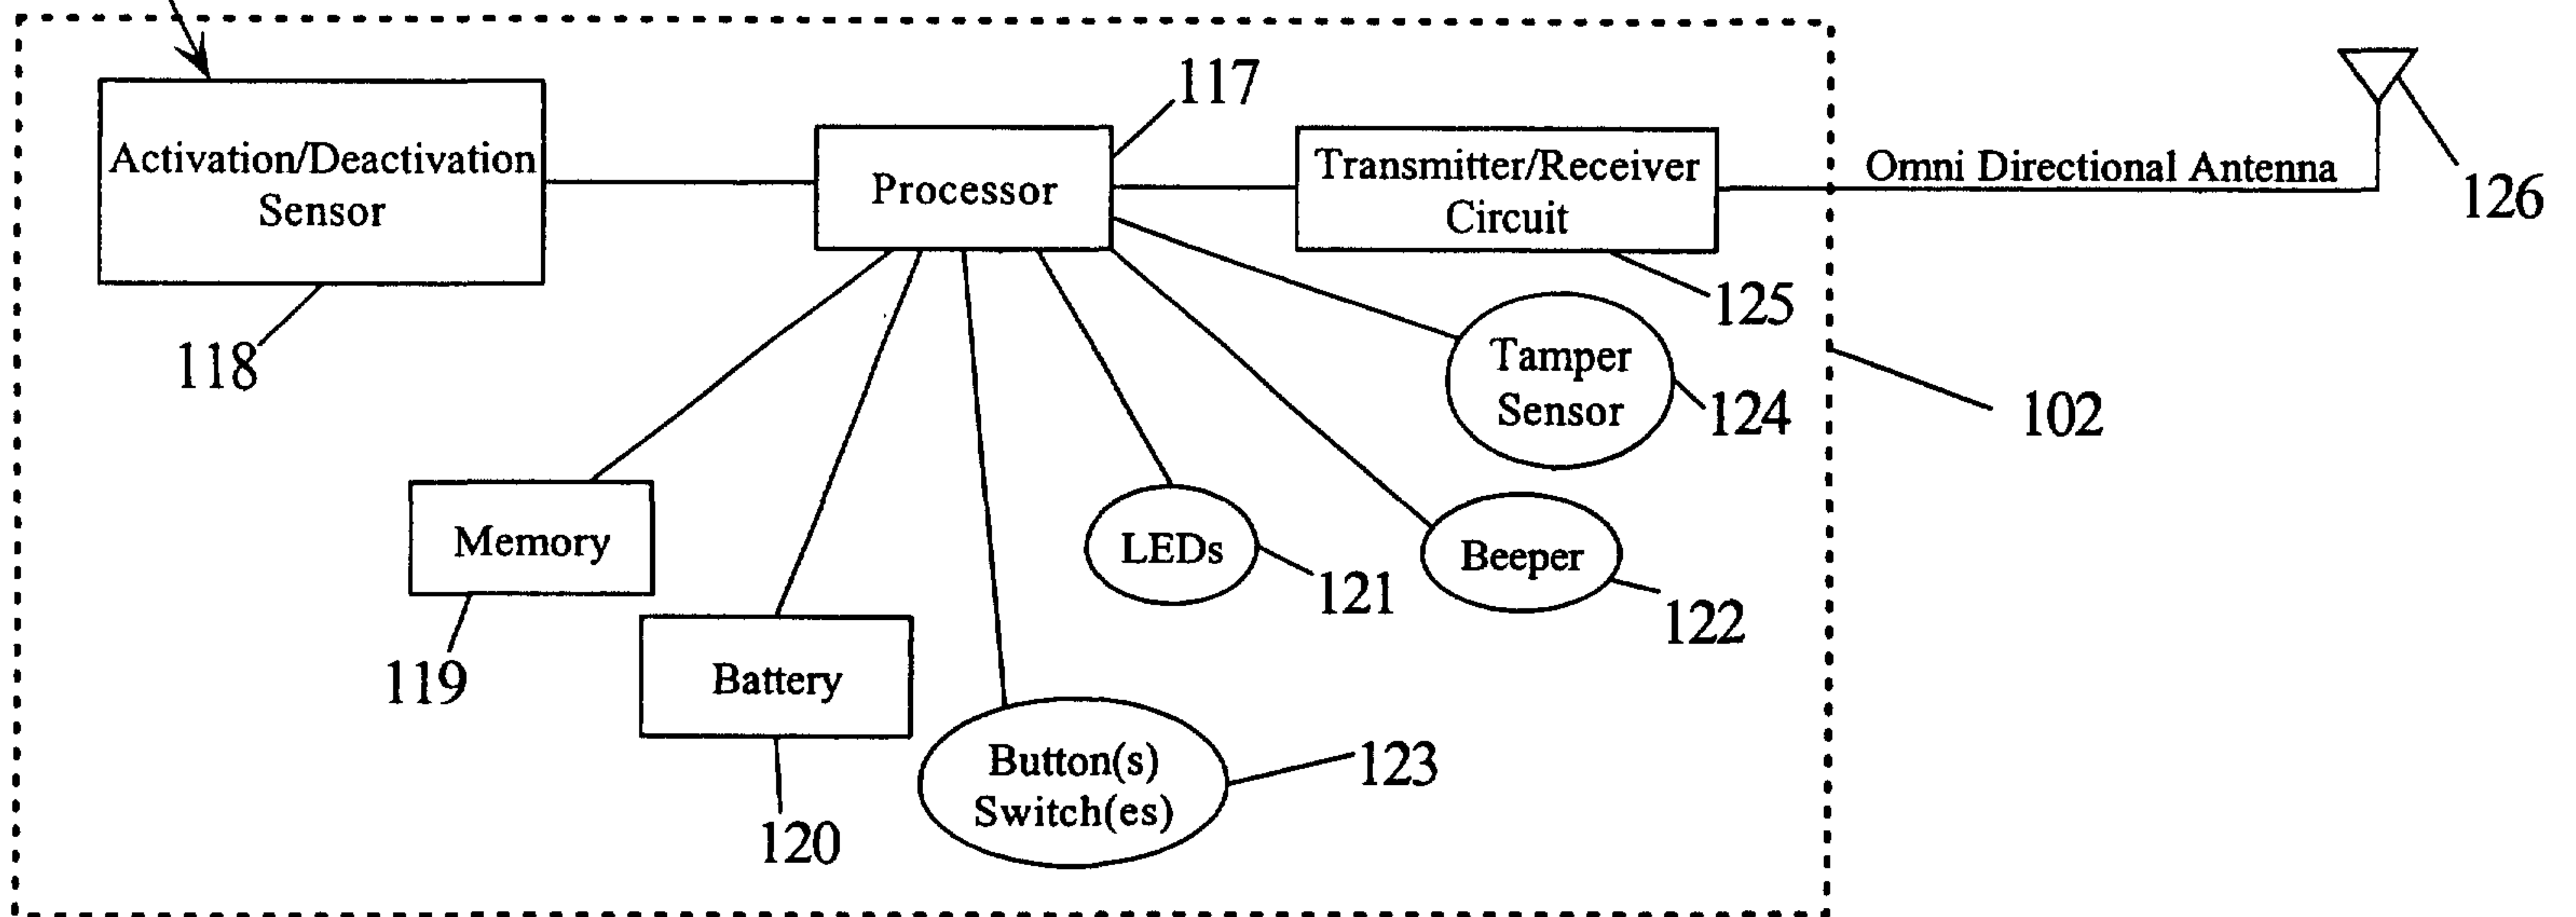 117
Activation/Deactivation
Sensor
Processor
Transmitter/Receiver
Circuit
Omni Directional Antenna
126
118
125
Tamper
Sensor
124
102
Memory
119
LEDs
121
Beeper
122
Battery
120
Button(s)
Switch(es)
123